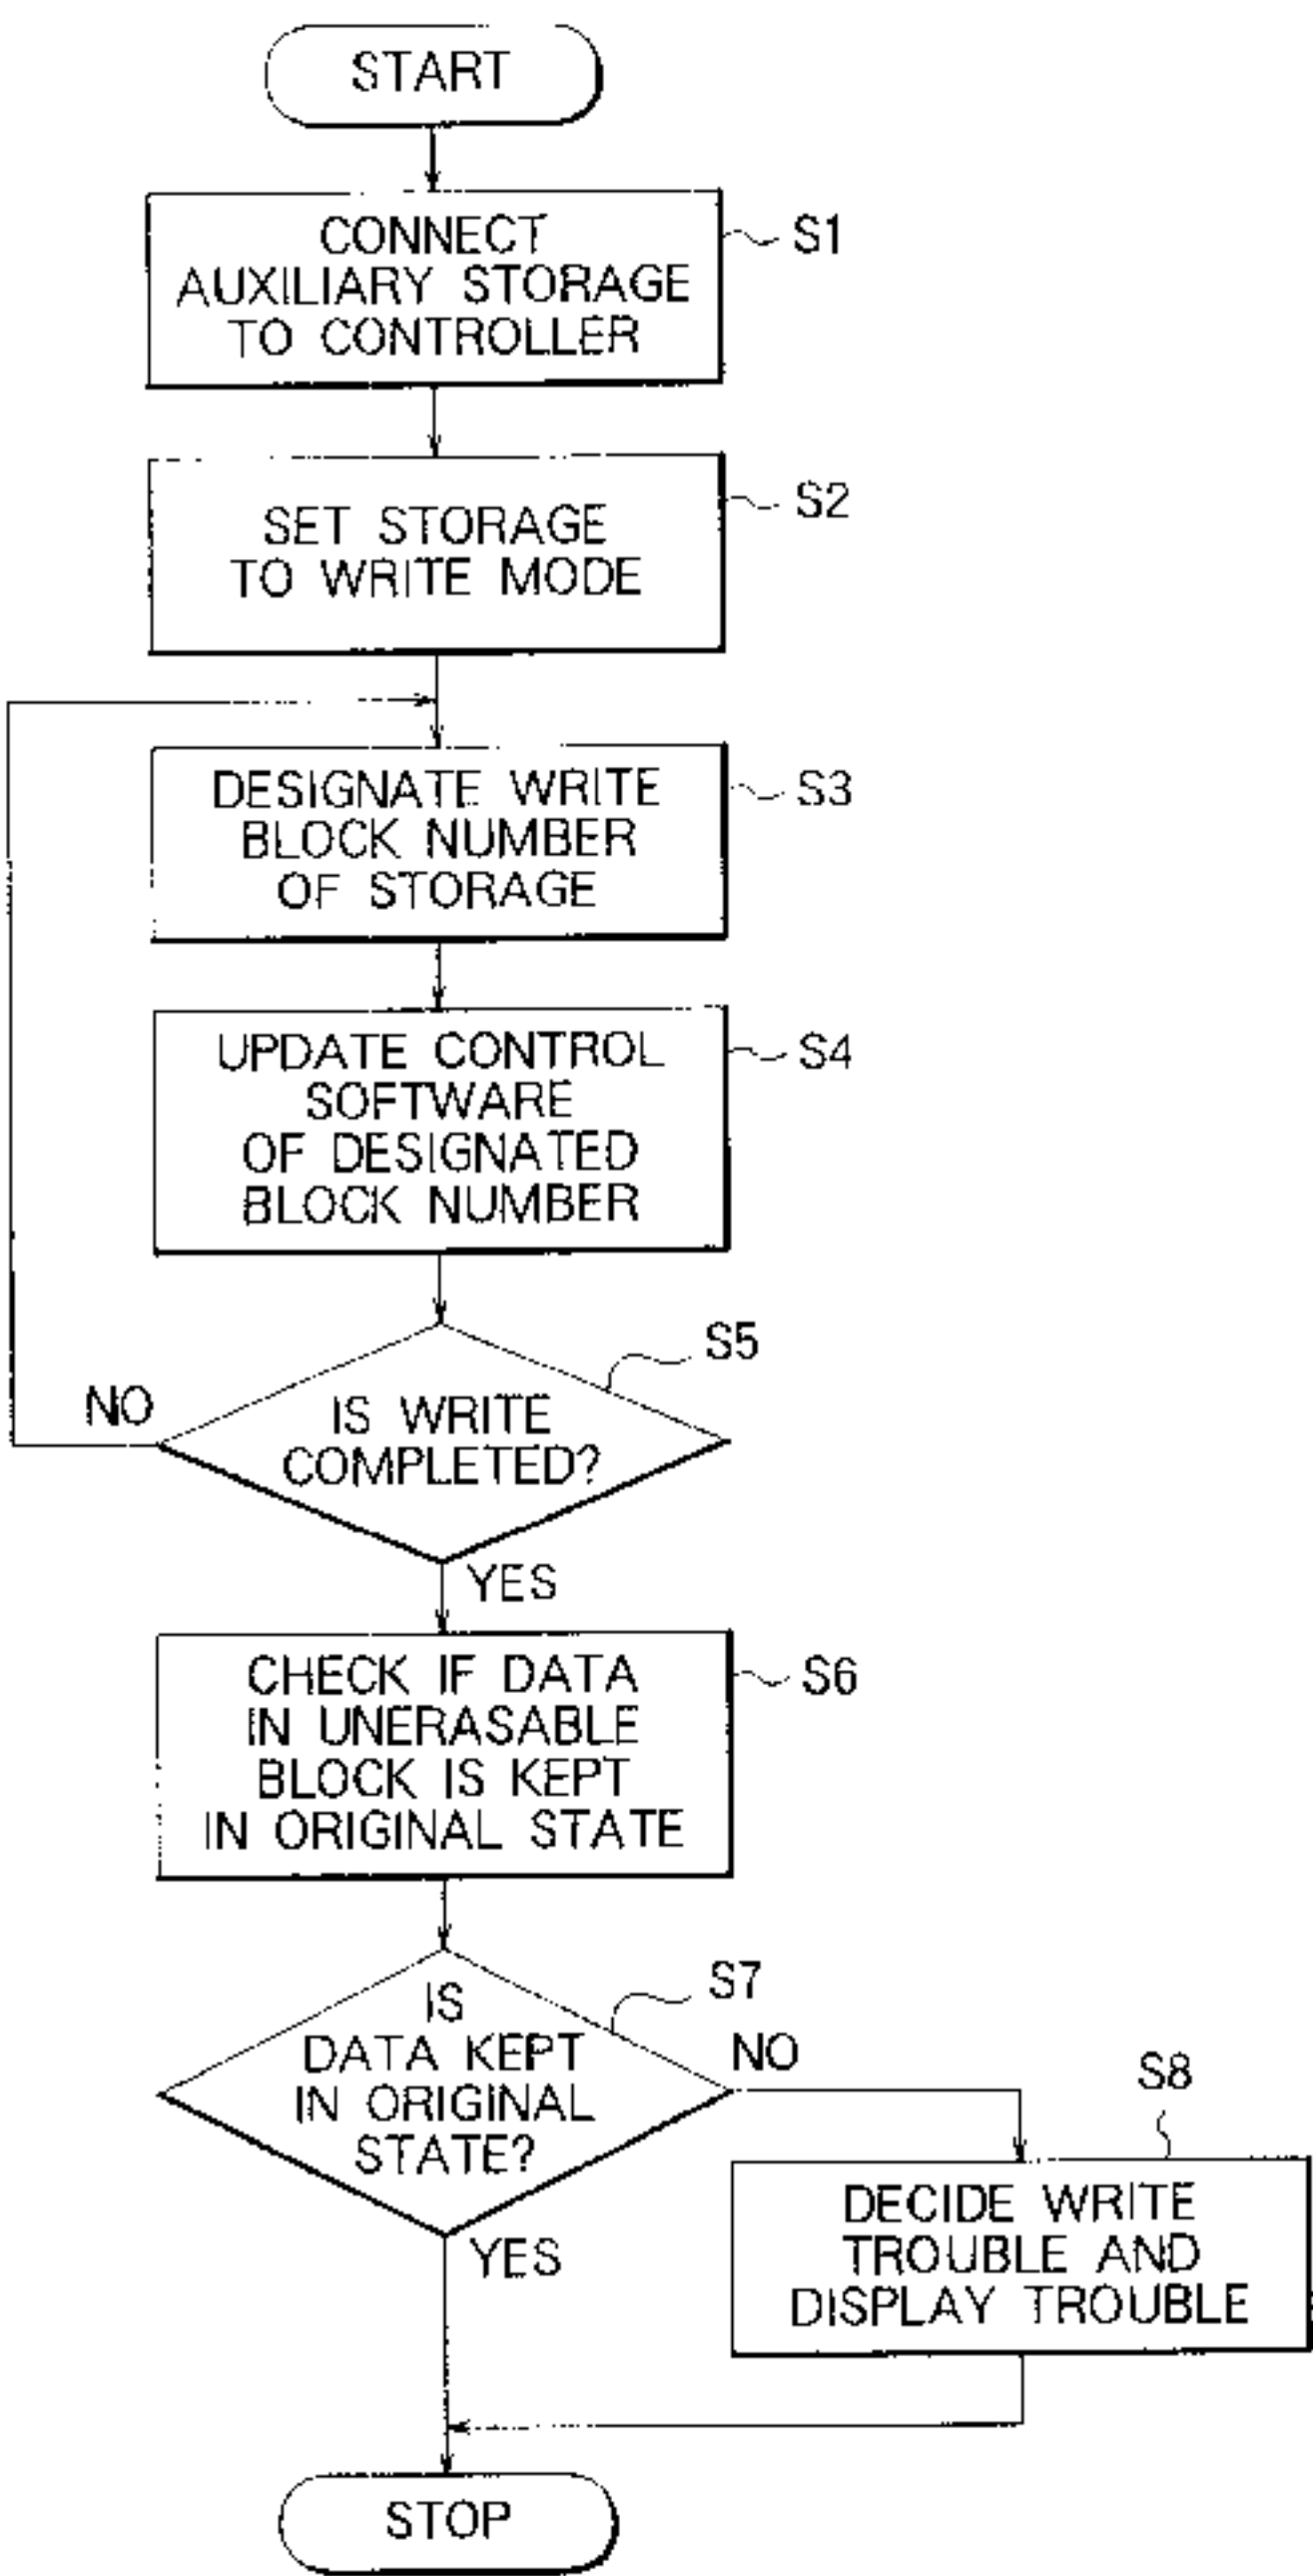 START
CONNECT
AUXILIARY STORAGE
TO CONTROLLER
S1
SET STORAGE
TO WRITE MODE
S2
DESIGNATE WRITE
BLOCK NUMBER
OF STORAGE
S3
UPDATE CONTROL
SOFTWARE
OF DESIGNATED
BLOCK NUMBER
S4
S5
NO
IS WRITE
COMPLETED?
YES
CHECK IF DATA
IN UNERASABLE
BLOCK IS KEPT
IN ORIGINAL STATE
S6
S7
IS
DATA KEPT
IN ORIGINAL
STATE?
NO
YES
S8
DECIDE WRITE
TROUBLE AND
DISPLAY TROUBLE
STOP